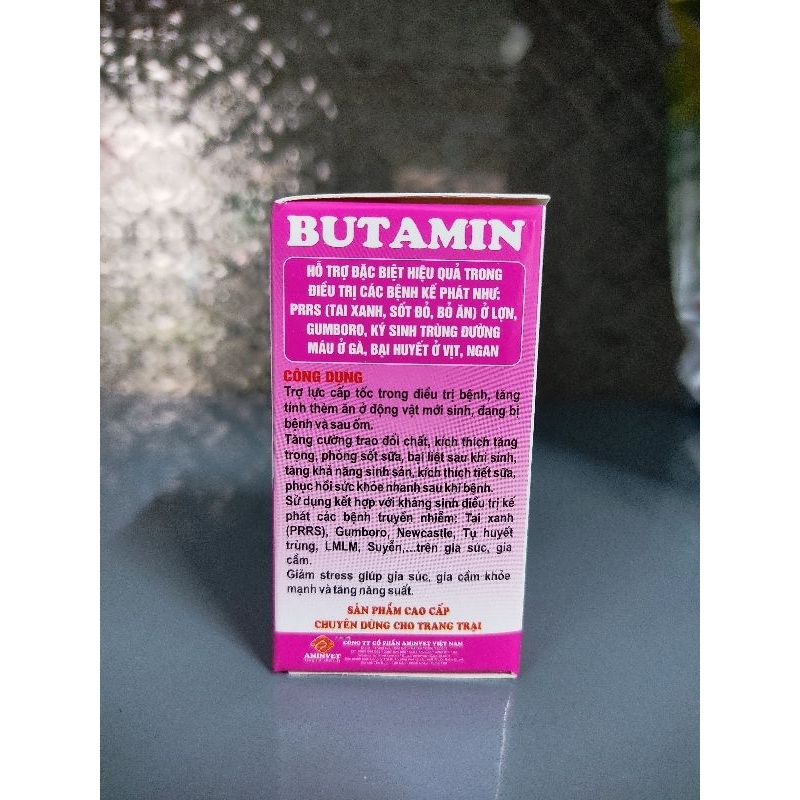 BUTAMIN
HỖ TRỢ ĐẶC BIỆT HIỆU QUẢ TRONG
ĐIỀU TRỊ CÁC BỆNH KẾ PHÁT NHƯ:
PRRS (TAI XANH, SỐT ĐỎ, BỎ ĂN) Ở LỢN,
GUMBORO, KÝ SINH TRÙNG ĐƯỜNG
MÁU Ở GÀ, BẠI HUYẾT Ở VỊT, NGAN
CÔNG DỤNG
Trợ lực cấp tốc trong điều trị bệnh, tăng
tính thèm ăn ở động vật mới sinh, đang bị
bệnh và sau ốm.
Tăng cường trao đổi chất, kích thích tăng
trọng, phòng sốt sữa, bại liệt sau khi sinh,
tăng khả năng sinh sản, kích thích tiết sữa,
phục hồi sức khỏe nhanh sau khi bệnh.
Sử dụng kết hợp với kháng sinh điều trị kế
phát các bệnh truyền nhiễm: Tai xanh
(PRRS), Gumboro, Newcastle, Tụ huyết
trùng, LMLM, Suyễn,...trên gia súc, gia
cầm.
Giảm stress giúp gia súc, gia cầm khỏe
mạnh và tăng năng suất.
SẢN PHẨM CAO CẤP
CHUYÊN DÙNG CHO TRANG TRẠI
AMINVET
CÔNG TY CỔ PHẦN AMINVET VIỆT NAM